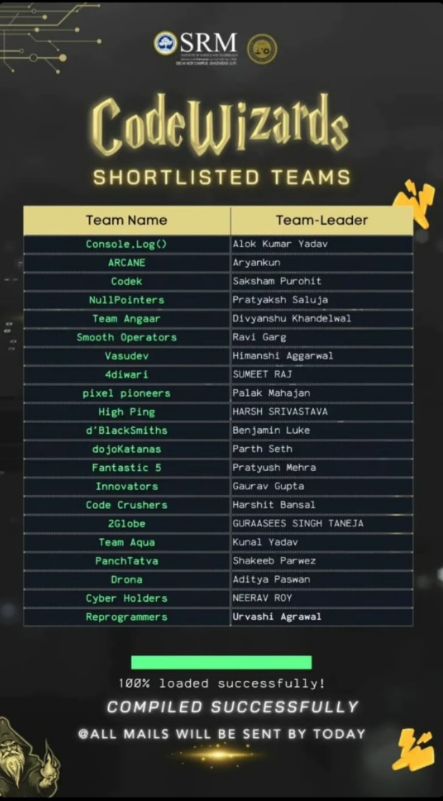 SRM
CodeWizards
SHORTLISTED TEAMS
Team Name Team-Leader
Console,Log() Alok Kumar Yadav
ARCANE Aryankun
Codek Saksham Purohit
NullPointers Pratyaksh Saluja
Team Angaar Divyanshu Khandelwal
Smooth Operators Ravi Garg
Vasudev Himanshi Aggarwal
4diwari SUMEET RAJ
pixel pioneers Palak Mahajan
High Ping HARSH SRIVASTAVA
d'BlackSmiths Benjamin Luke
dojoKatanas Parth Seth
Fantastic 5 Pratyush Mehra
Innovators Gaurav Gupta
Code Crushers Harshit Bansal
2Globe GURAASEES SINGH TANEJA
Team Aqua Kunal Yadav
PanchTatva Shakeeb Parwez
Drona Aditya Paswan
Cyber Holders NEERAV ROY
Reprogrammers Urvashi Agrawal
100% loaded successfully!
COMPILED SUCCESSFULLY
@ALL MAILS WILL BE SENT BY TODAY